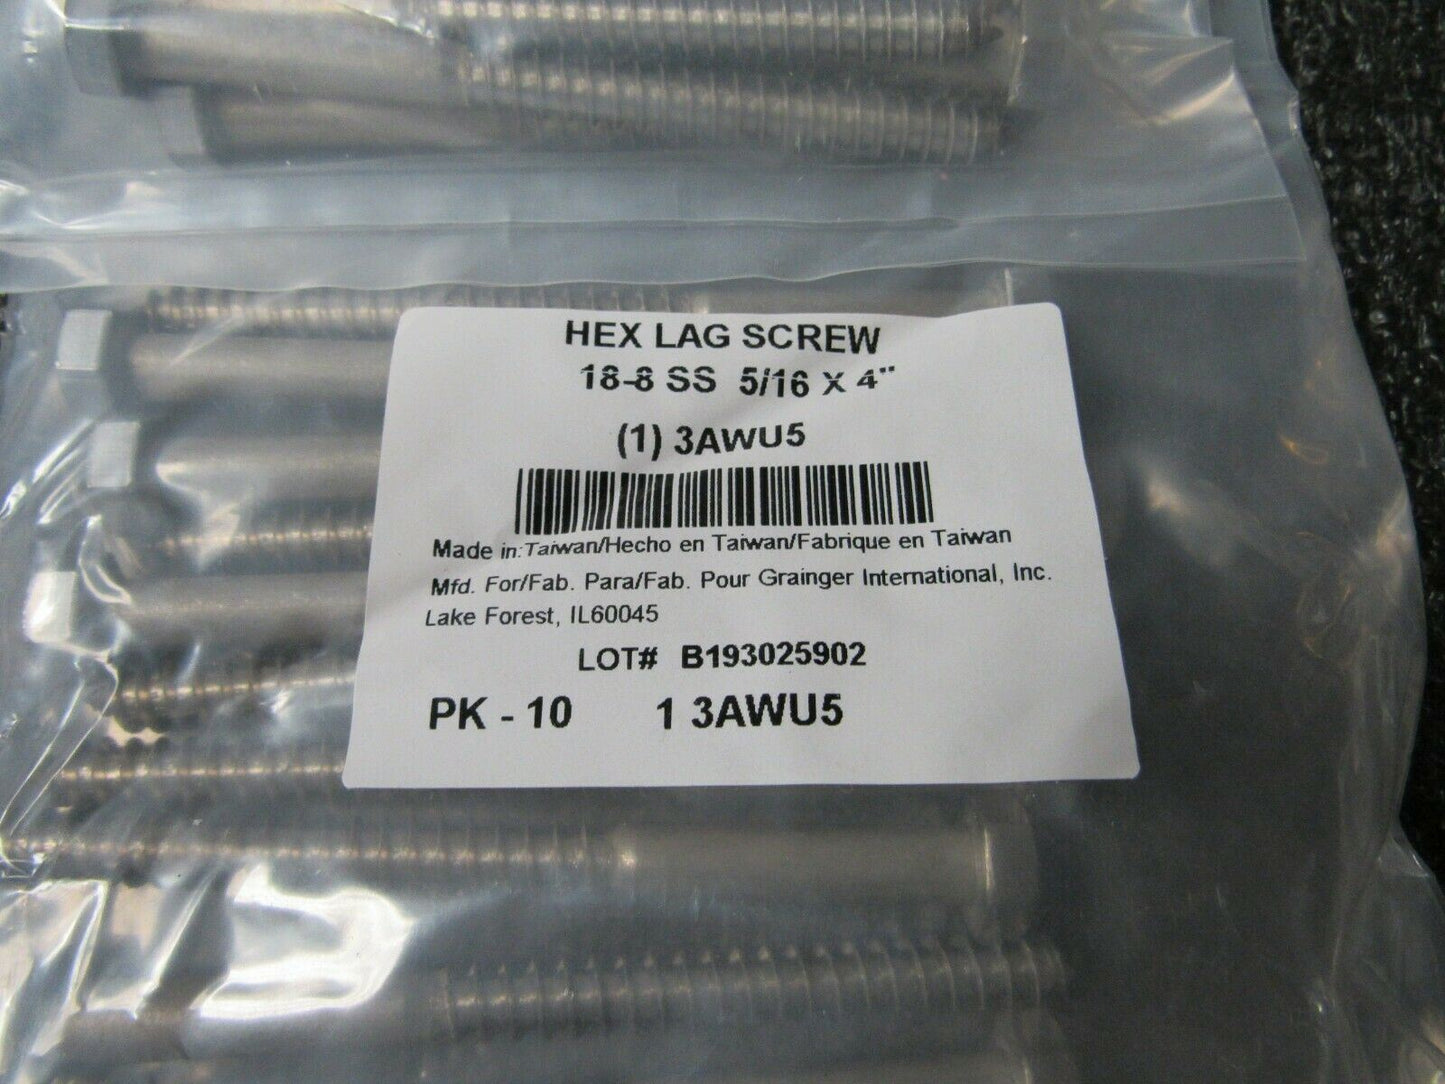 HEX LAG SCREW
18-8 SS 5/16 X 4"
(1) 3AWU5
Made in:Taiwan/Hecho en Taiwan/Fabrique en Taiwan
Mfd. For/Fab. Para/Fab. Pour Grainger International, Inc.
Lake Forest, IL60045
LOT# B193025902
PK - 10 1 3AWU5